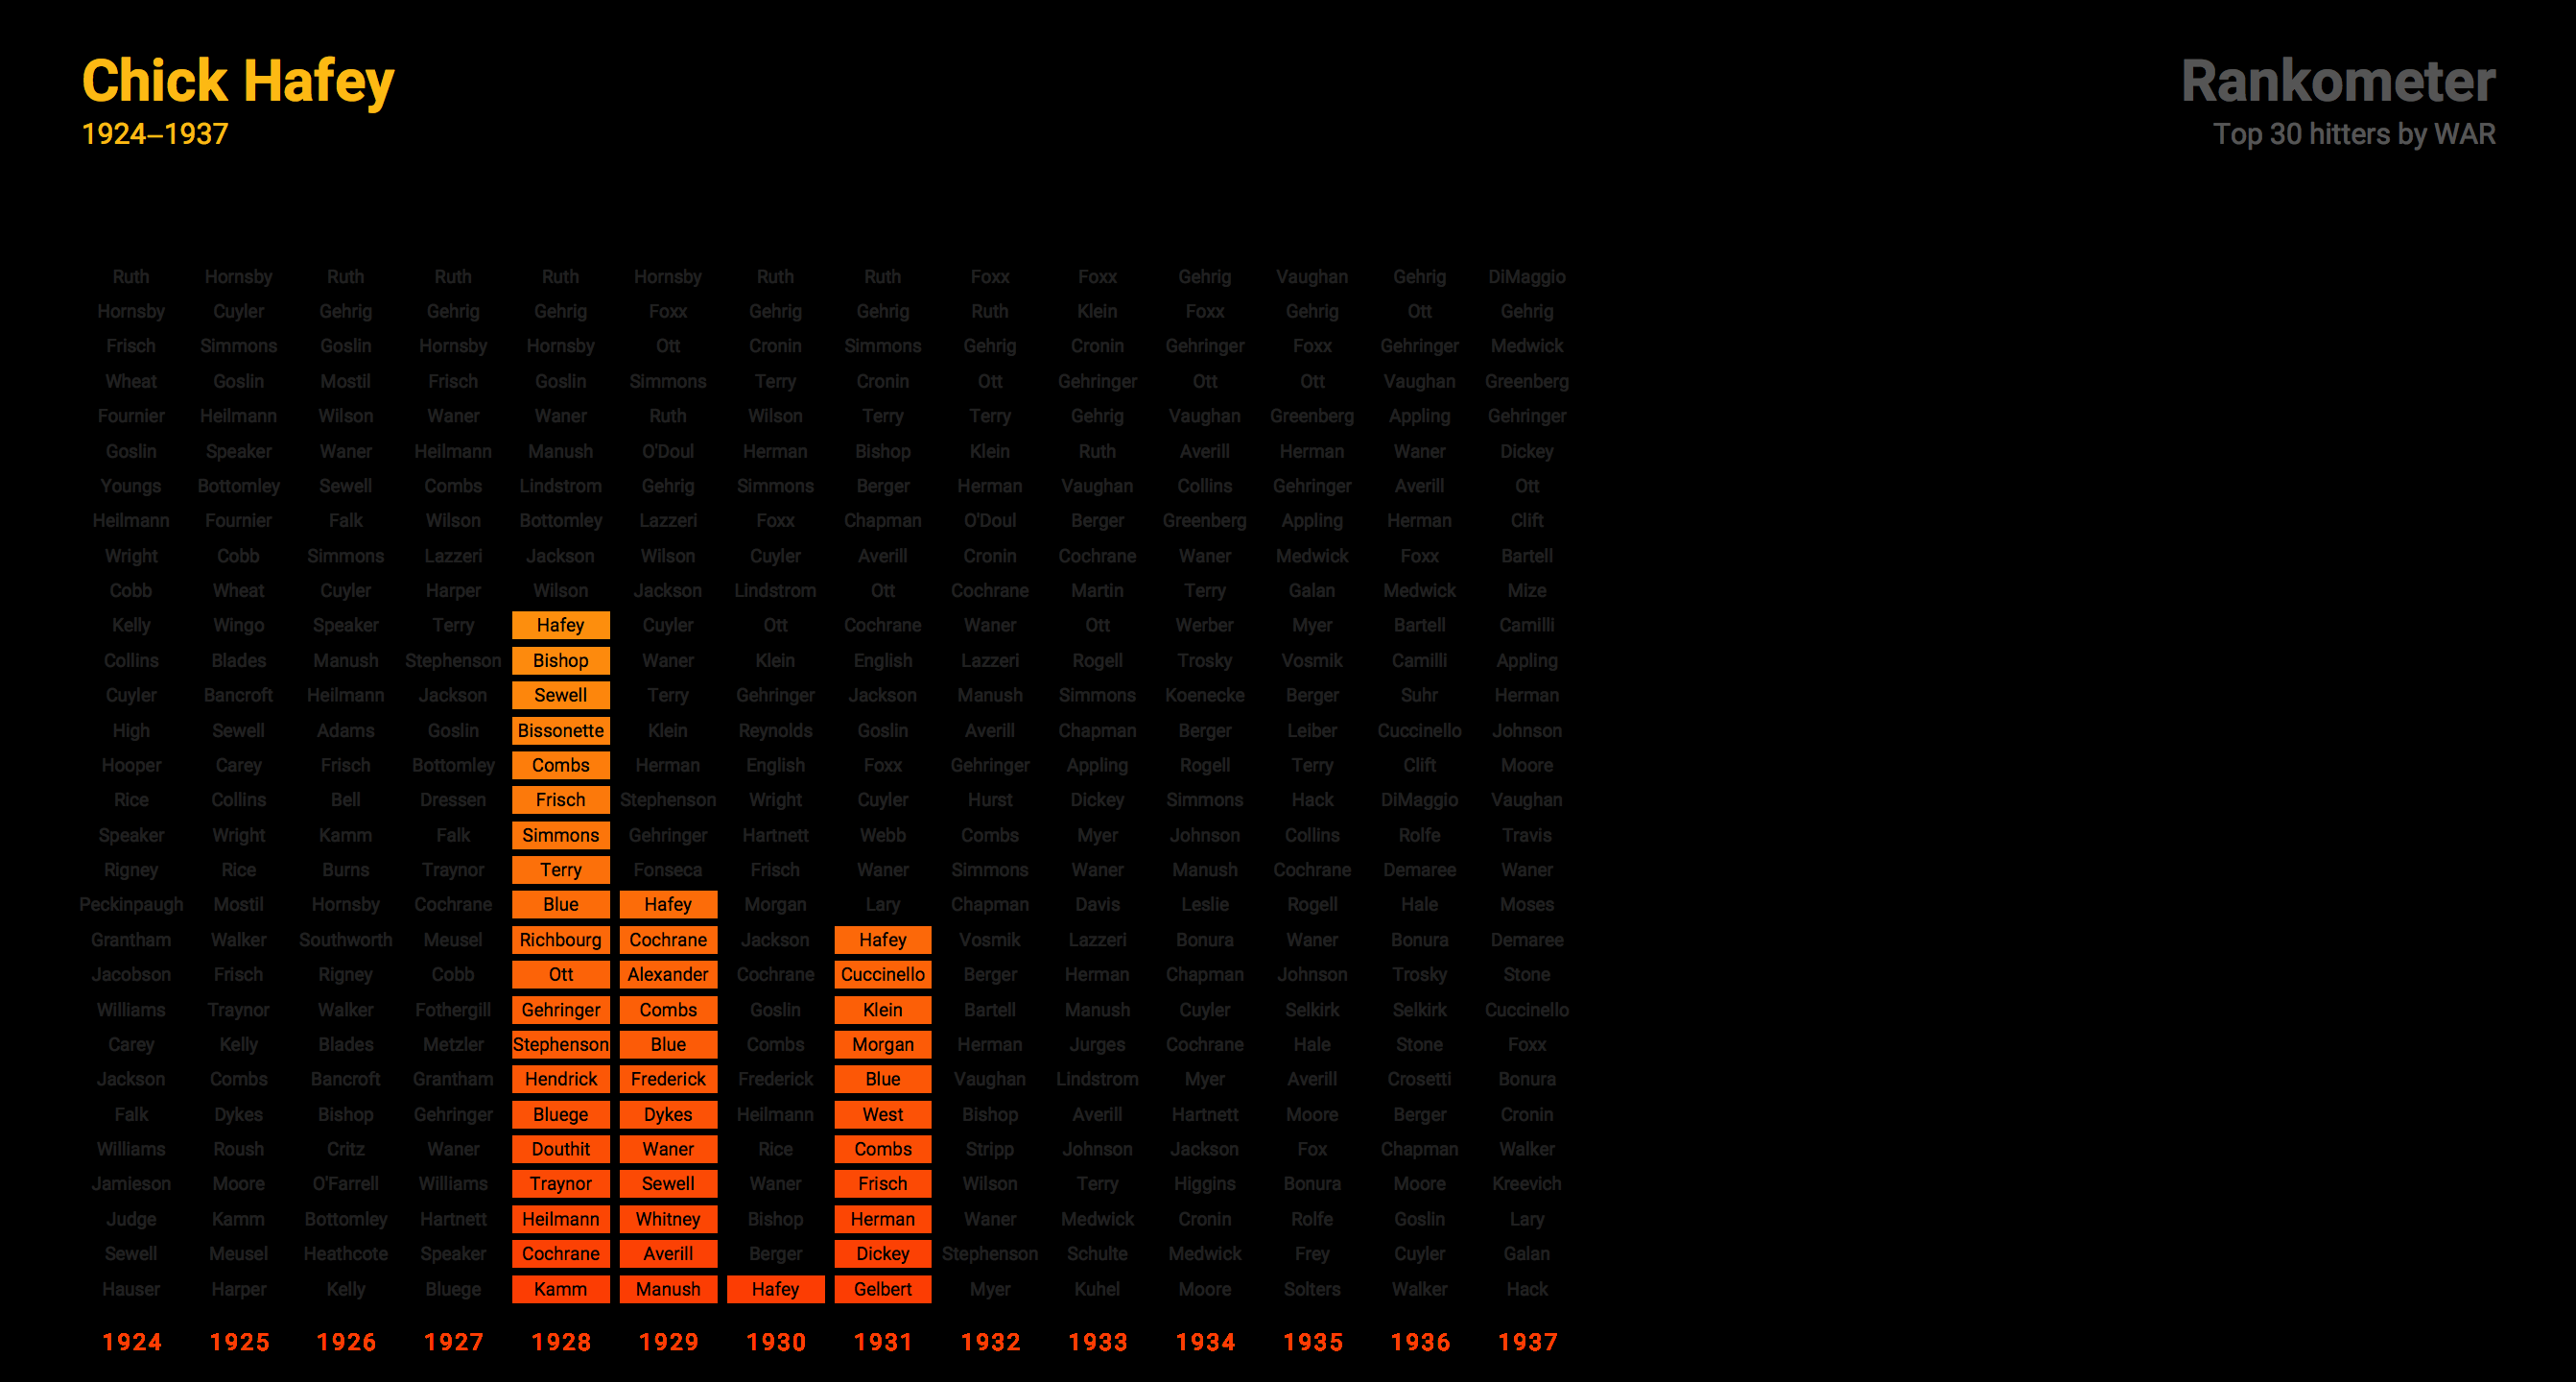 Chick Hafey
1924–1937
Rankometer
Top 30 hitters by WAR
Ruth Hornsby Ruth Ruth Ruth Hornsby Ruth Ruth Foxx Foxx Gehrig Vaughan Gehrig DiMaggio
Hornsby Cuyler Gehrig Gehrig Gehrig Foxx Gehrig Gehrig Ruth Klein Foxx Gehrig Ott Gehrig
Frisch Simmons Goslin Hornsby Hornsby Ott Cronin Simmons Gehrig Cronin Gehringer Foxx Gehringer Medwick
Wheat Goslin Mostil Frisch Goslin Simmons Terry Cronin Ott Gehringer Ott Ott Vaughan Greenberg
Fournier Heilmann Wilson Waner Waner Ruth Wilson Terry Terry Gehrig Vaughan Greenberg Appling Gehringer
Goslin Speaker Waner Heilmann Manush O'Doul Herman Bishop Klein Ruth Averill Herman Waner Dickey
Youngs Bottomley Sewell Combs Lindstrom Gehrig Simmons Berger Herman Vaughan Collins Gehringer Averill Ott
Heilmann Fournier Falk Wilson Bottomley Lazzeri Foxx Chapman O'Doul Berger Greenberg Appling Herman Clift
Wright Cobb Simmons Lazzeri Jackson Wilson Cuyler Averill Cronin Cochrane Waner Medwick Foxx Bartell
Cobb Wheat Cuyler Harper Wilson Jackson Lindstrom Ott Cochrane Martin Terry Galan Medwick Mize
Kelly Wingo Speaker Terry Hafey Cuyler Ott Cochrane Waner Ott Werber Myer Bartell Camilli
Collins Blades Manush Stephenson Bishop Waner Klein English Lazzeri Rogell Trosky Vosmik Camilli Appling
Cuyler Bancroft Heilmann Jackson Sewell Terry Gehringer Jackson Manush Simmons Koenecke Berger Suhr Herman
High Sewell Adams Goslin Bissonette Klein Reynolds Goslin Averill Chapman Berger Leiber Cuccinello Johnson
Hooper Carey Frisch Bottomley Combs Herman English Foxx Gehringer Appling Rogell Terry Clift Moore
Rice Collins Bell Dressen Frisch Stephenson Wright Cuyler Hurst Dickey Simmons Hack DiMaggio Vaughan
Speaker Wright Kamm Falk Simmons Gehringer Hartnett Webb Combs Myer Johnson Collins Rolfe Travis
Rigney Rice Burns Traynor Terry Fonseca Frisch Waner Simmons Waner Manush Cochrane Demaree Waner
Peckinpaugh Mostil Hornsby Cochrane Blue Hafey Morgan Lary Chapman Davis Leslie Rogell Hale Moses
Grantham Walker Southworth Meusel Richbourg Cochrane Jackson Hafey Vosmik Lazzeri Bonura Waner Bonura Demaree
Jacobson Frisch Rigney Cobb Ott Alexander Cochrane Cuccinello Berger Herman Chapman Johnson Trosky Stone
Williams Traynor Walker Fothergill Gehringer Combs Goslin Klein Bartell Manush Cuyler Selkirk Selkirk Cuccinello
Carey Kelly Blades Metzler Stephenson Blue Combs Morgan Herman Jurges Cochrane Hale Stone Foxx
Jackson Combs Bancroft Grantham Hendrick Frederick Frederick Blue Vaughan Lindstrom Myer Averill Crosetti Bonura
Falk Dykes Bishop Gehringer Bluege Dykes Heilmann West Bishop Averill Hartnett Moore Berger Cronin
Williams Roush Critz Waner Douthit Waner Rice Combs Stripp Johnson Jackson Fox Chapman Walker
Jamieson Moore O'Farrell Williams Traynor Sewell Waner Frisch Wilson Terry Higgins Bonura Moore Kreevich
Judge Kamm Bottomley Hartnett Heilmann Whitney Bishop Herman Waner Medwick Cronin Rolfe Goslin Lary
Sewell Meusel Heathcote Speaker Cochrane Averill Berger Dickey Stephenson Schulte Medwick Frey Cuyler Galan
Hauser Harper Kelly Bluege Kamm Manush Hafey Gelbert Myer Kuhel Moore Solters Walker Hack
1924 1925 1926 1927 1928 1929 1930 1931 1932 1933 1934 1935 1936 1937